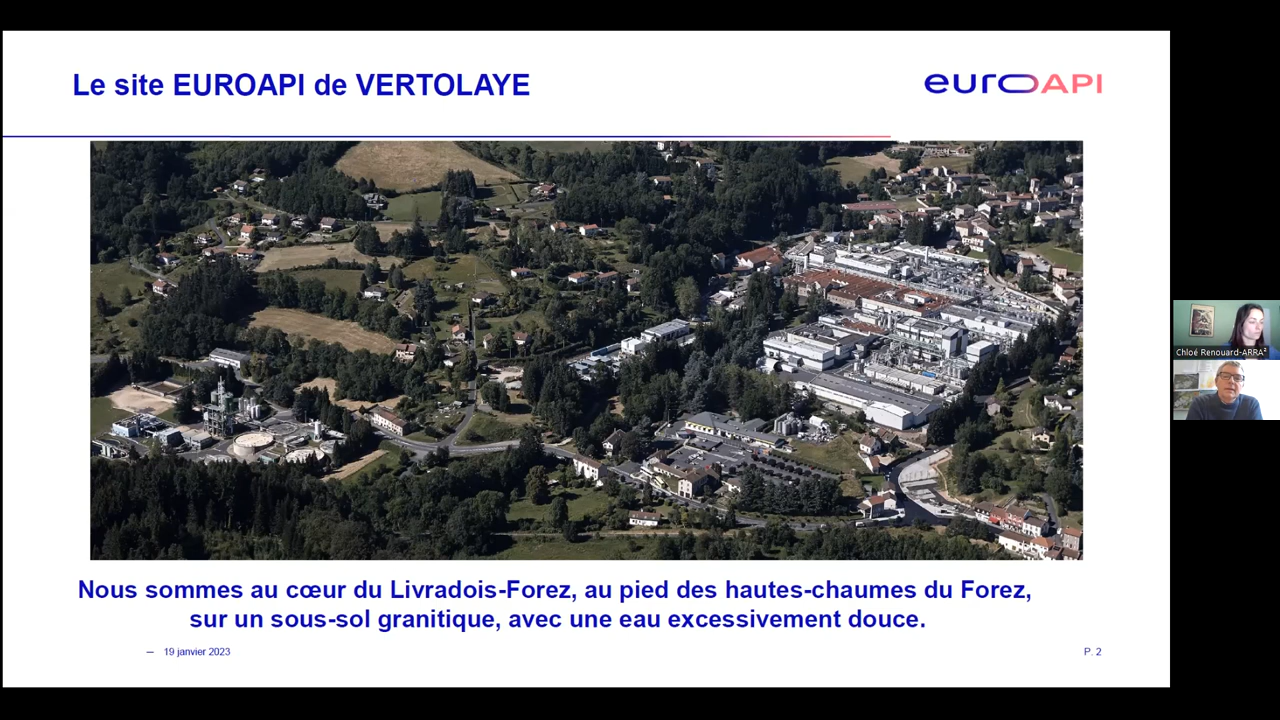 Le site EUROAPI de VERTOLAYE
euroAPI
Nous sommes au cœur du Livradois-Forez, au pied des hautes-chaumes du Forez,
sur un sous-sol granitique, avec une eau excessivement douce.
— 19 janvier 2023
P. 2
Chloé Renouard-ARRA²